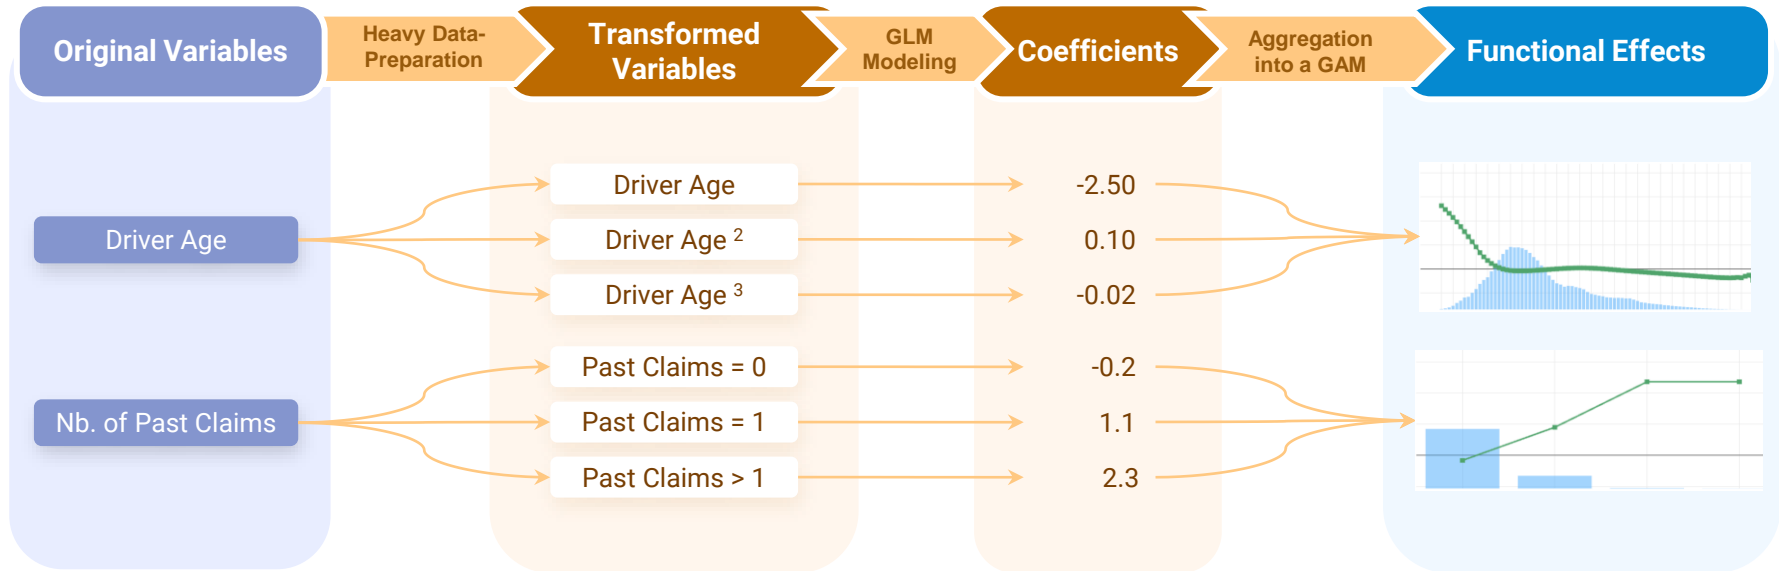 Original Variables
Heavy Data-
Preparation
Transformed
Variables
GLM
Modeling
Coefficients
Aggregation
into a GAM
Functional Effects
Driver Age
Driver Age
-2.50
Driver Age ²
0.10
Driver Age ³
-0.02
Nb. of Past Claims
Past Claims = 0
-0.2
Past Claims = 1
1.1
Past Claims > 1
2.3